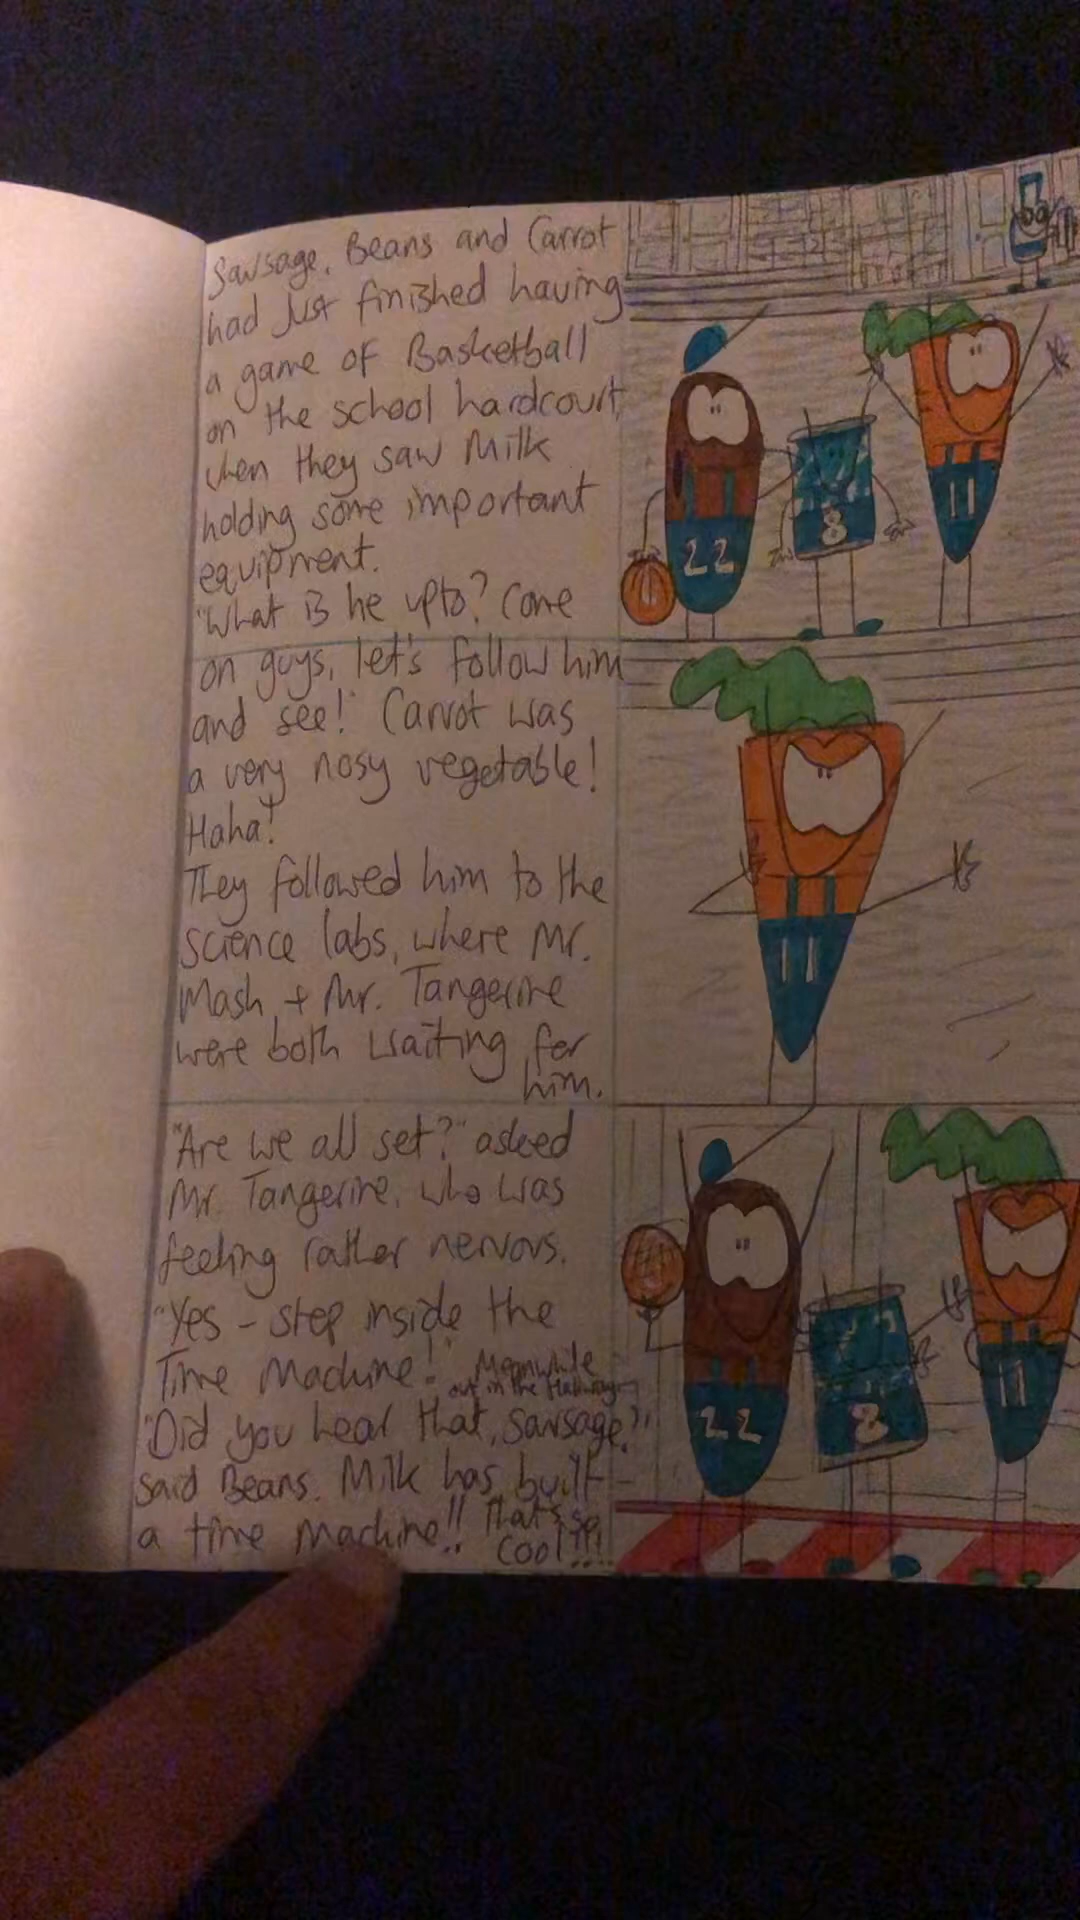 Sausage, Beans and Carrot
had just finished having
a game of Basketball
on the school hardcourt,
when they saw Milk
holding some important
equipment.
"What is he upto? Come
on guys, let's follow him
and see!" Carrot was
a very nosy vegetable!
Haha!
They followed him to the
science labs, where Mr.
Mash + Mr. Tangerine
were both waiting for
him.
"Are we all set?" asked
Mr. Tangerine, who was
feeling rather nervous.
"Yes - step inside the
Time Machine!" Meanwhile
out in the Hallway
"Did you hear that, Sausage?",
said Beans. Milk has built
a time Machine!! That's so
cool!!!...
22
8
11
11
22
8
11